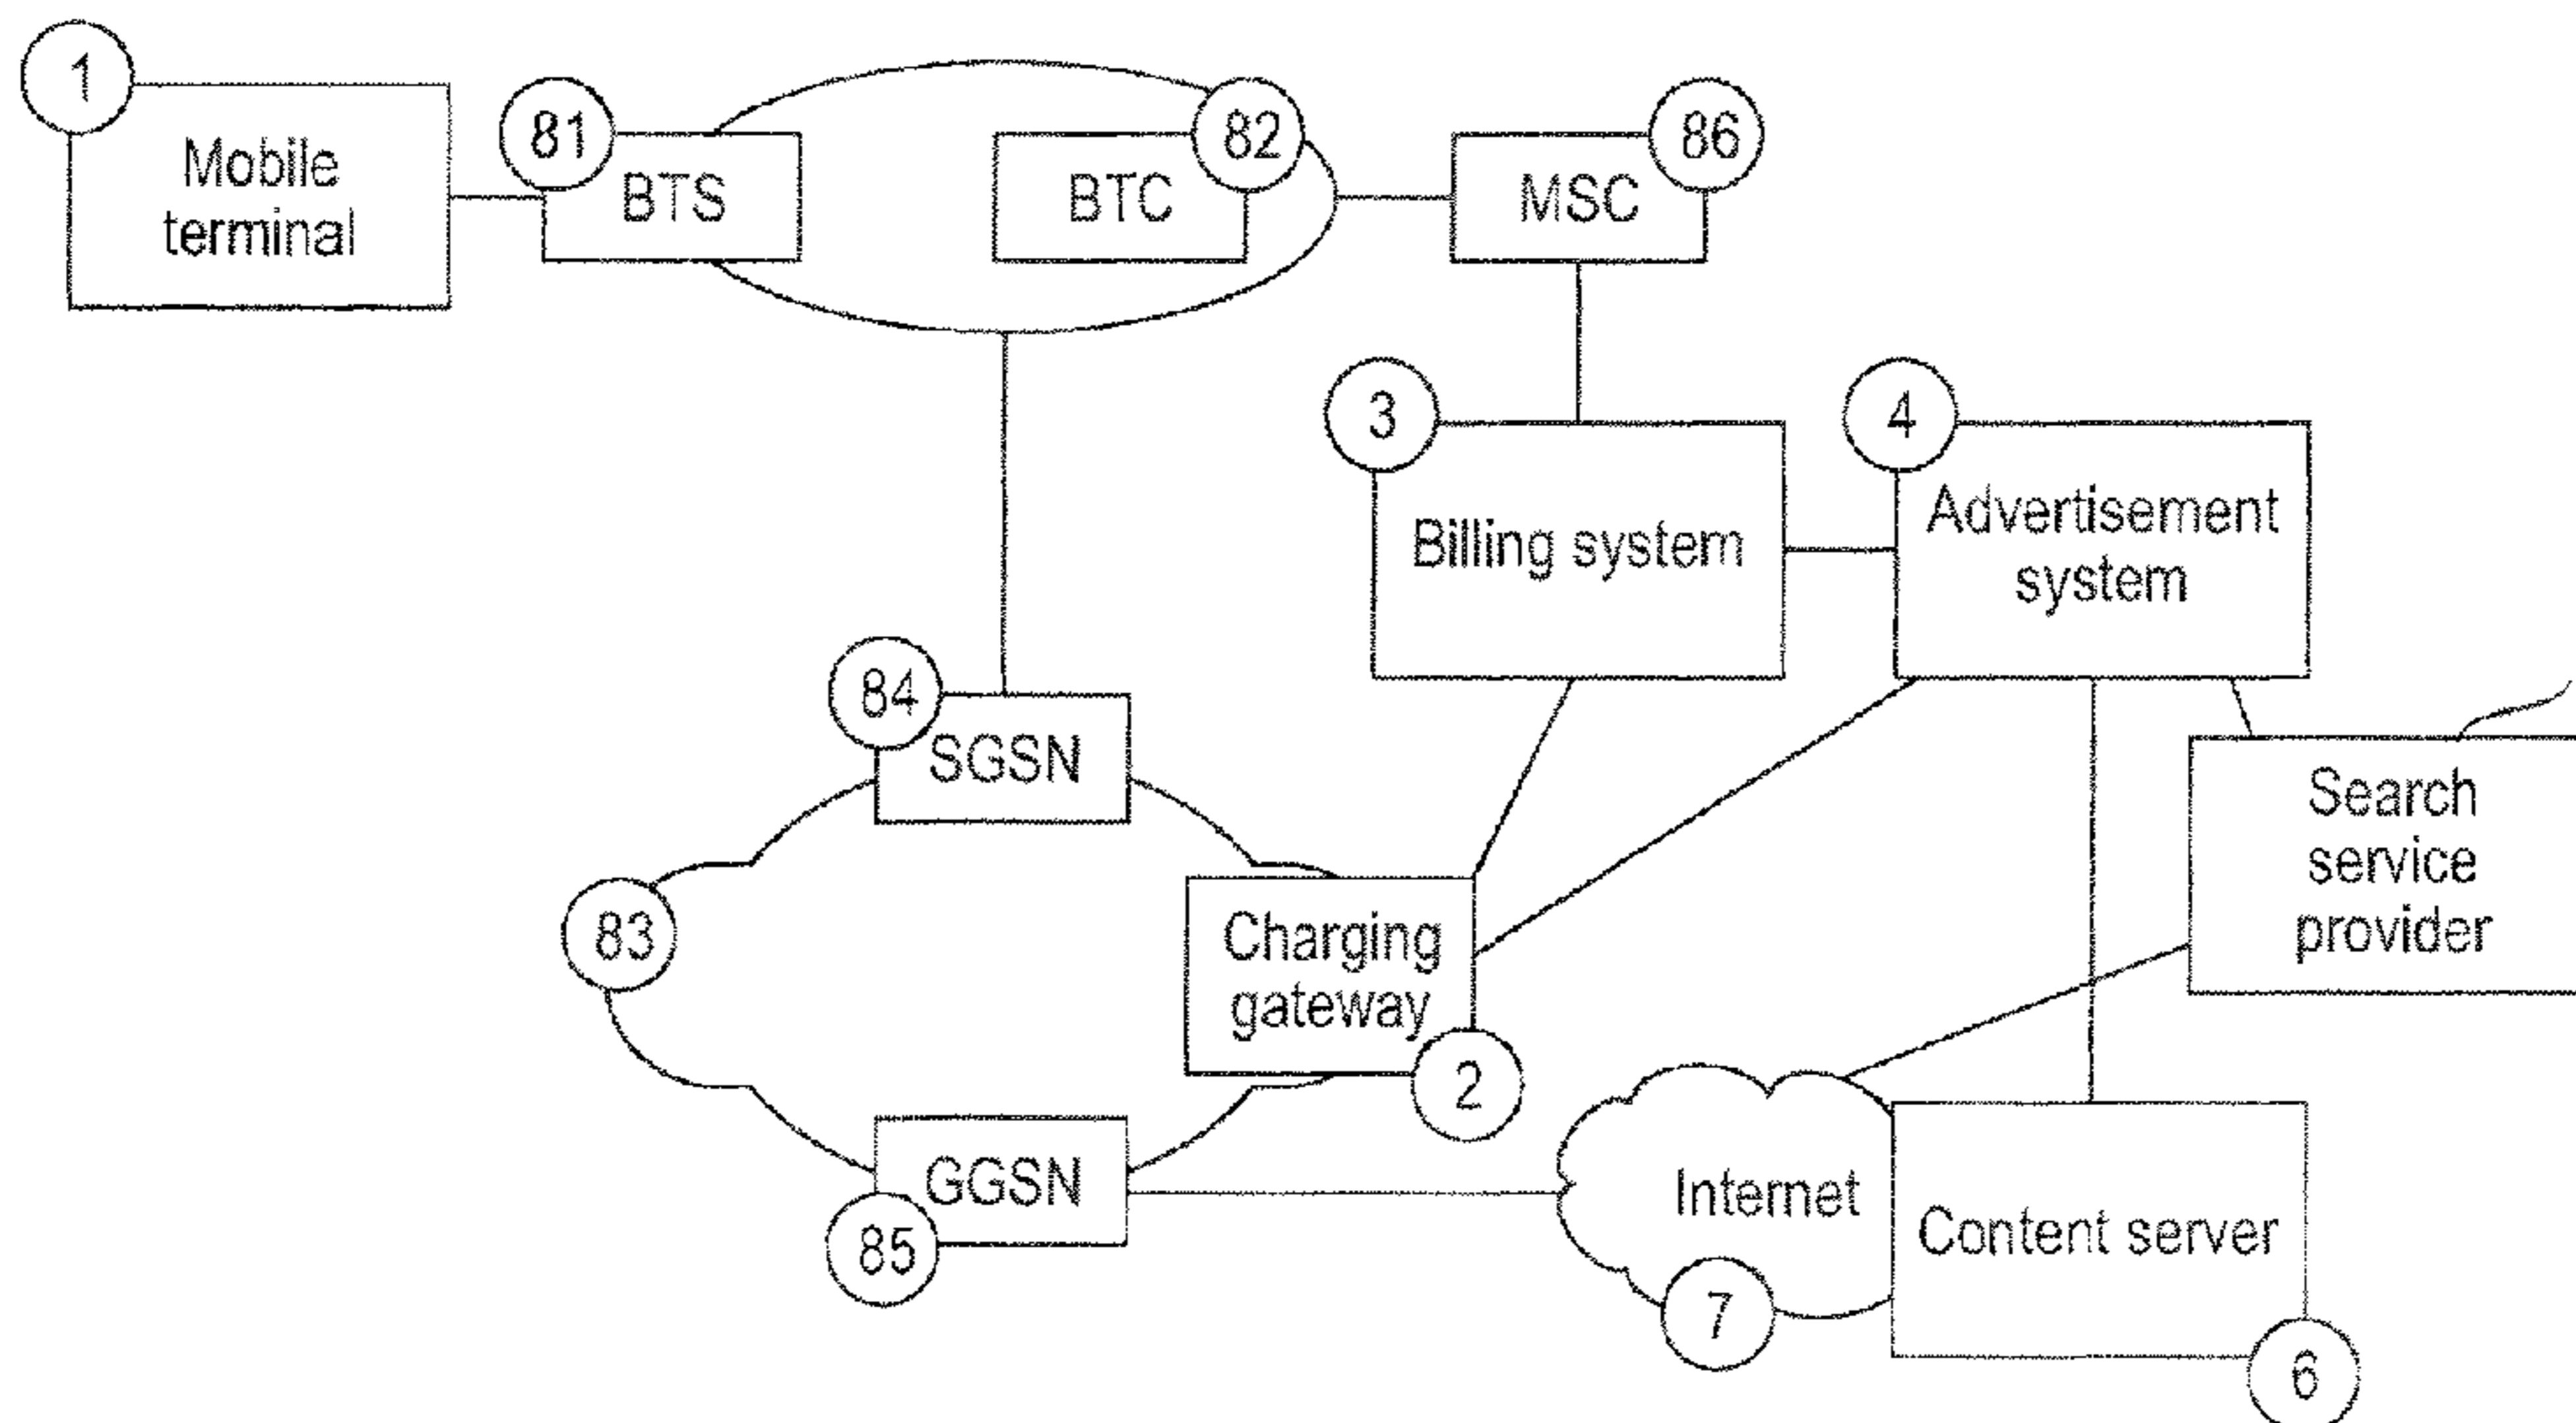 1
Mobile
terminal
81
BTS
82
BTC
86
MSC
3
Billing system
4
Advertisement
system
84
SGSN
83
Charging
gateway
2
Search
service
provider
GGSN
85
Internet
7
Content server
6